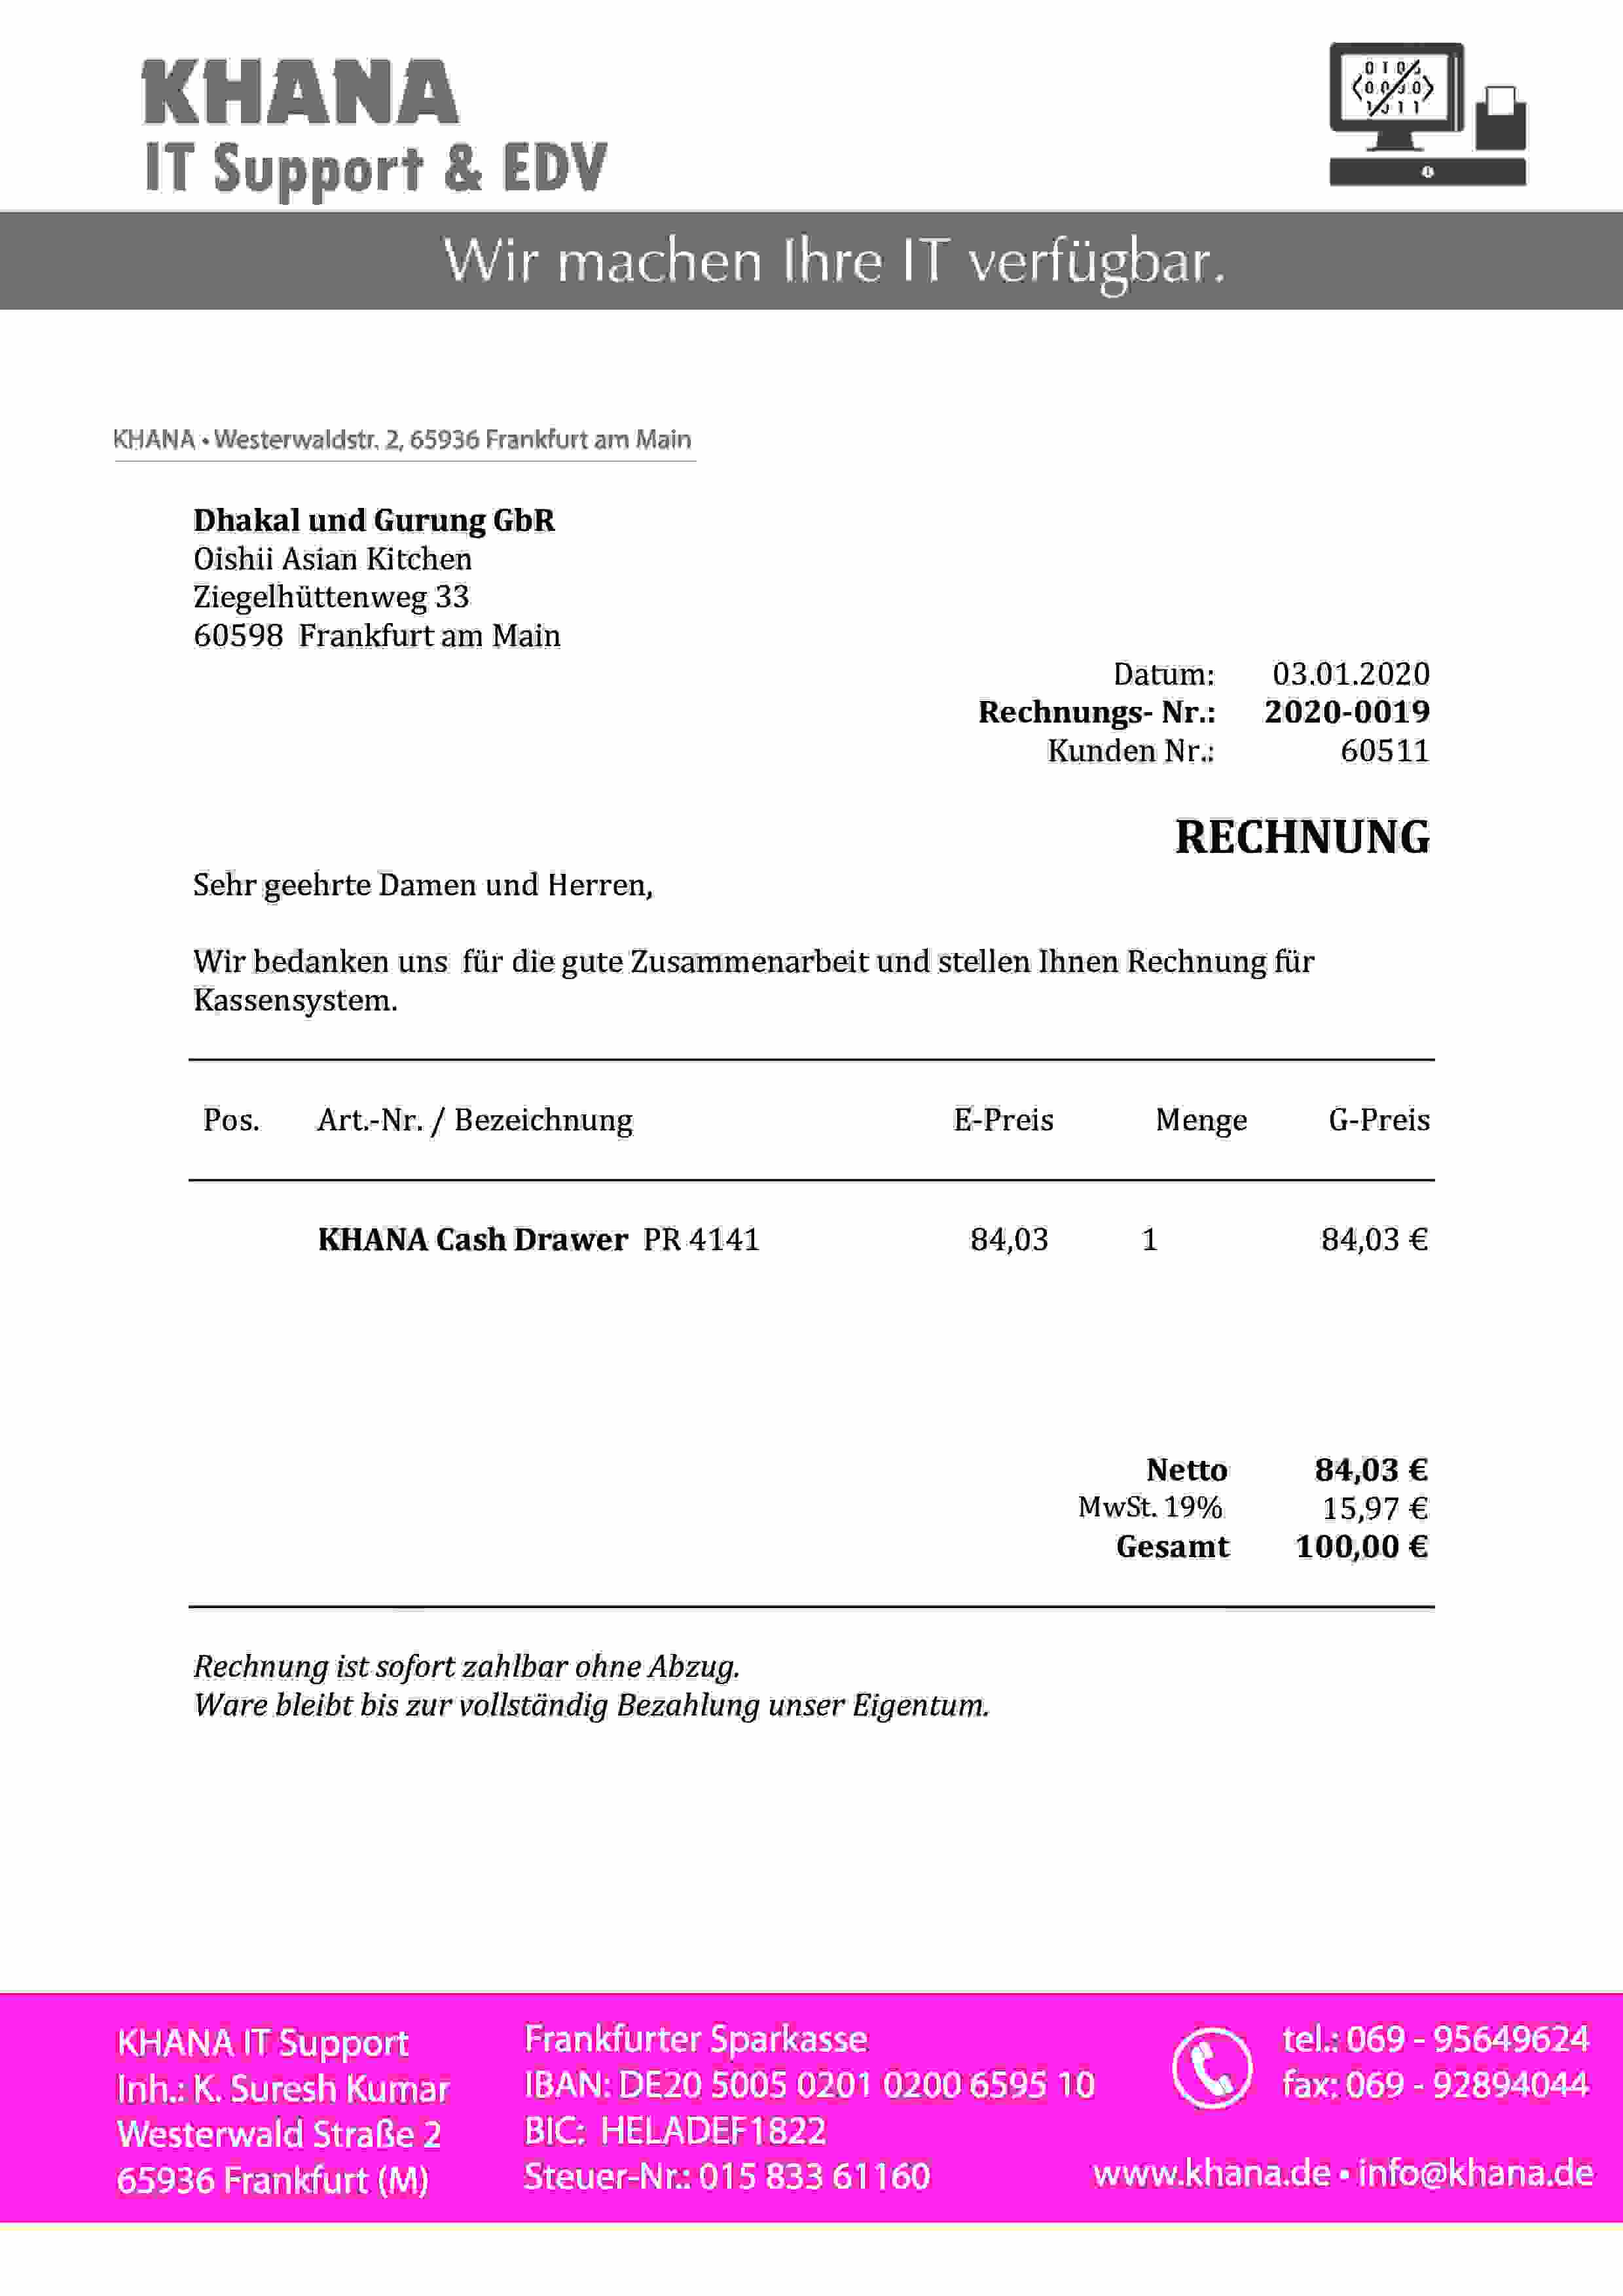 KHANA
IT Support & EDV
Wir machen Ihre IT verfügbar.
KHANA • Westerwaldstr. 2, 65936 Frankfurt am Main
Dhakal und Gurung GbR
Oishii Asian Kitchen
Ziegelhüttenweg 33
60598 Frankfurt am Main
Datum: 03.01.2020
Rechnungs- Nr.: 2020-0019
Kunden Nr.: 60511
RECHNUNG
Sehr geehrte Damen und Herren,
Wir bedanken uns für die gute Zusammenarbeit und stellen Ihnen Rechnung für
Kassensystem.
Pos. Art.-Nr. / Bezeichnung E-Preis Menge G-Preis
KHANA Cash Drawer PR 4141 84,03 1 84,03 €
Netto 84,03 €
MwSt. 19% 15,97 €
Gesamt 100,00 €
Rechnung ist sofort zahlbar ohne Abzug.
Ware bleibt bis zur vollständig Bezahlung unser Eigentum.
KHANA IT Support
Inh.: K. Suresh Kumar
Westerwald Straße 2
65936 Frankfurt (M)
Frankfurter Sparkasse
IBAN: DE20 5005 0201 0200 6595 10
BIC: HELADEF1822
Steuer-Nr.: 015 833 61160
tel.: 069 - 95649624
fax: 069 - 92894044
www.khana.de • info@khana.de